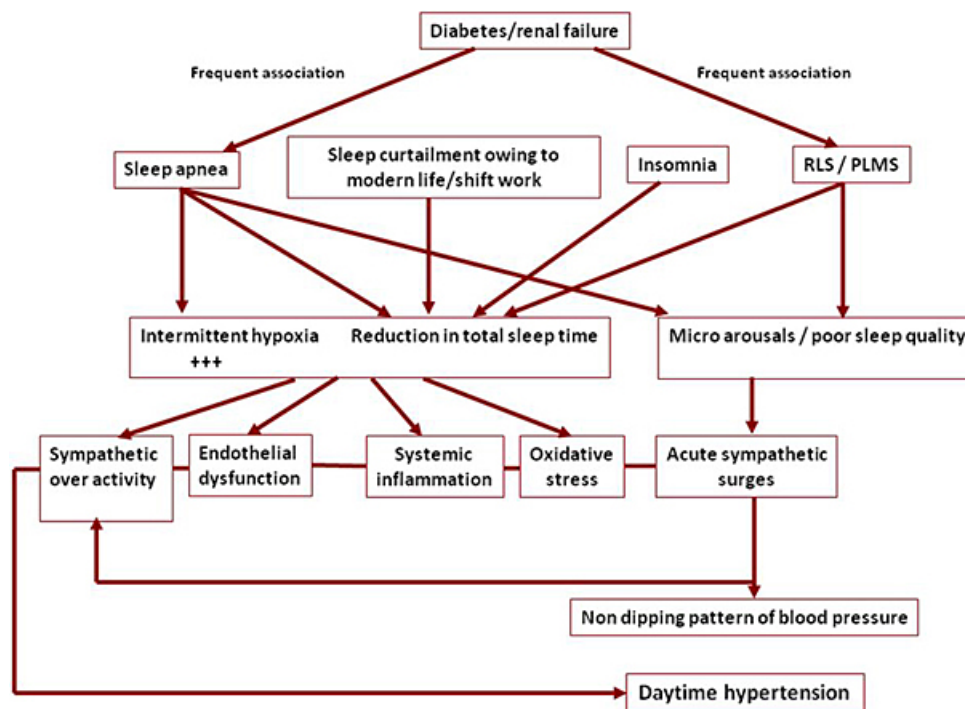 Diabetes/renal failure
Frequent association
Frequent association
Sleep apnea
Sleep curtailment owing to
modern life/shift work
Insomnia
RLS / PLMS
Intermittent hypoxia
+++
Reduction in total sleep time
Micro arousals / poor sleep quality
Sympathetic
over activity
Endothelial
dysfunction
Systemic
inflammation
Oxidative
stress
Acute sympathetic
surges
Non dipping pattern of blood pressure
Daytime hypertension